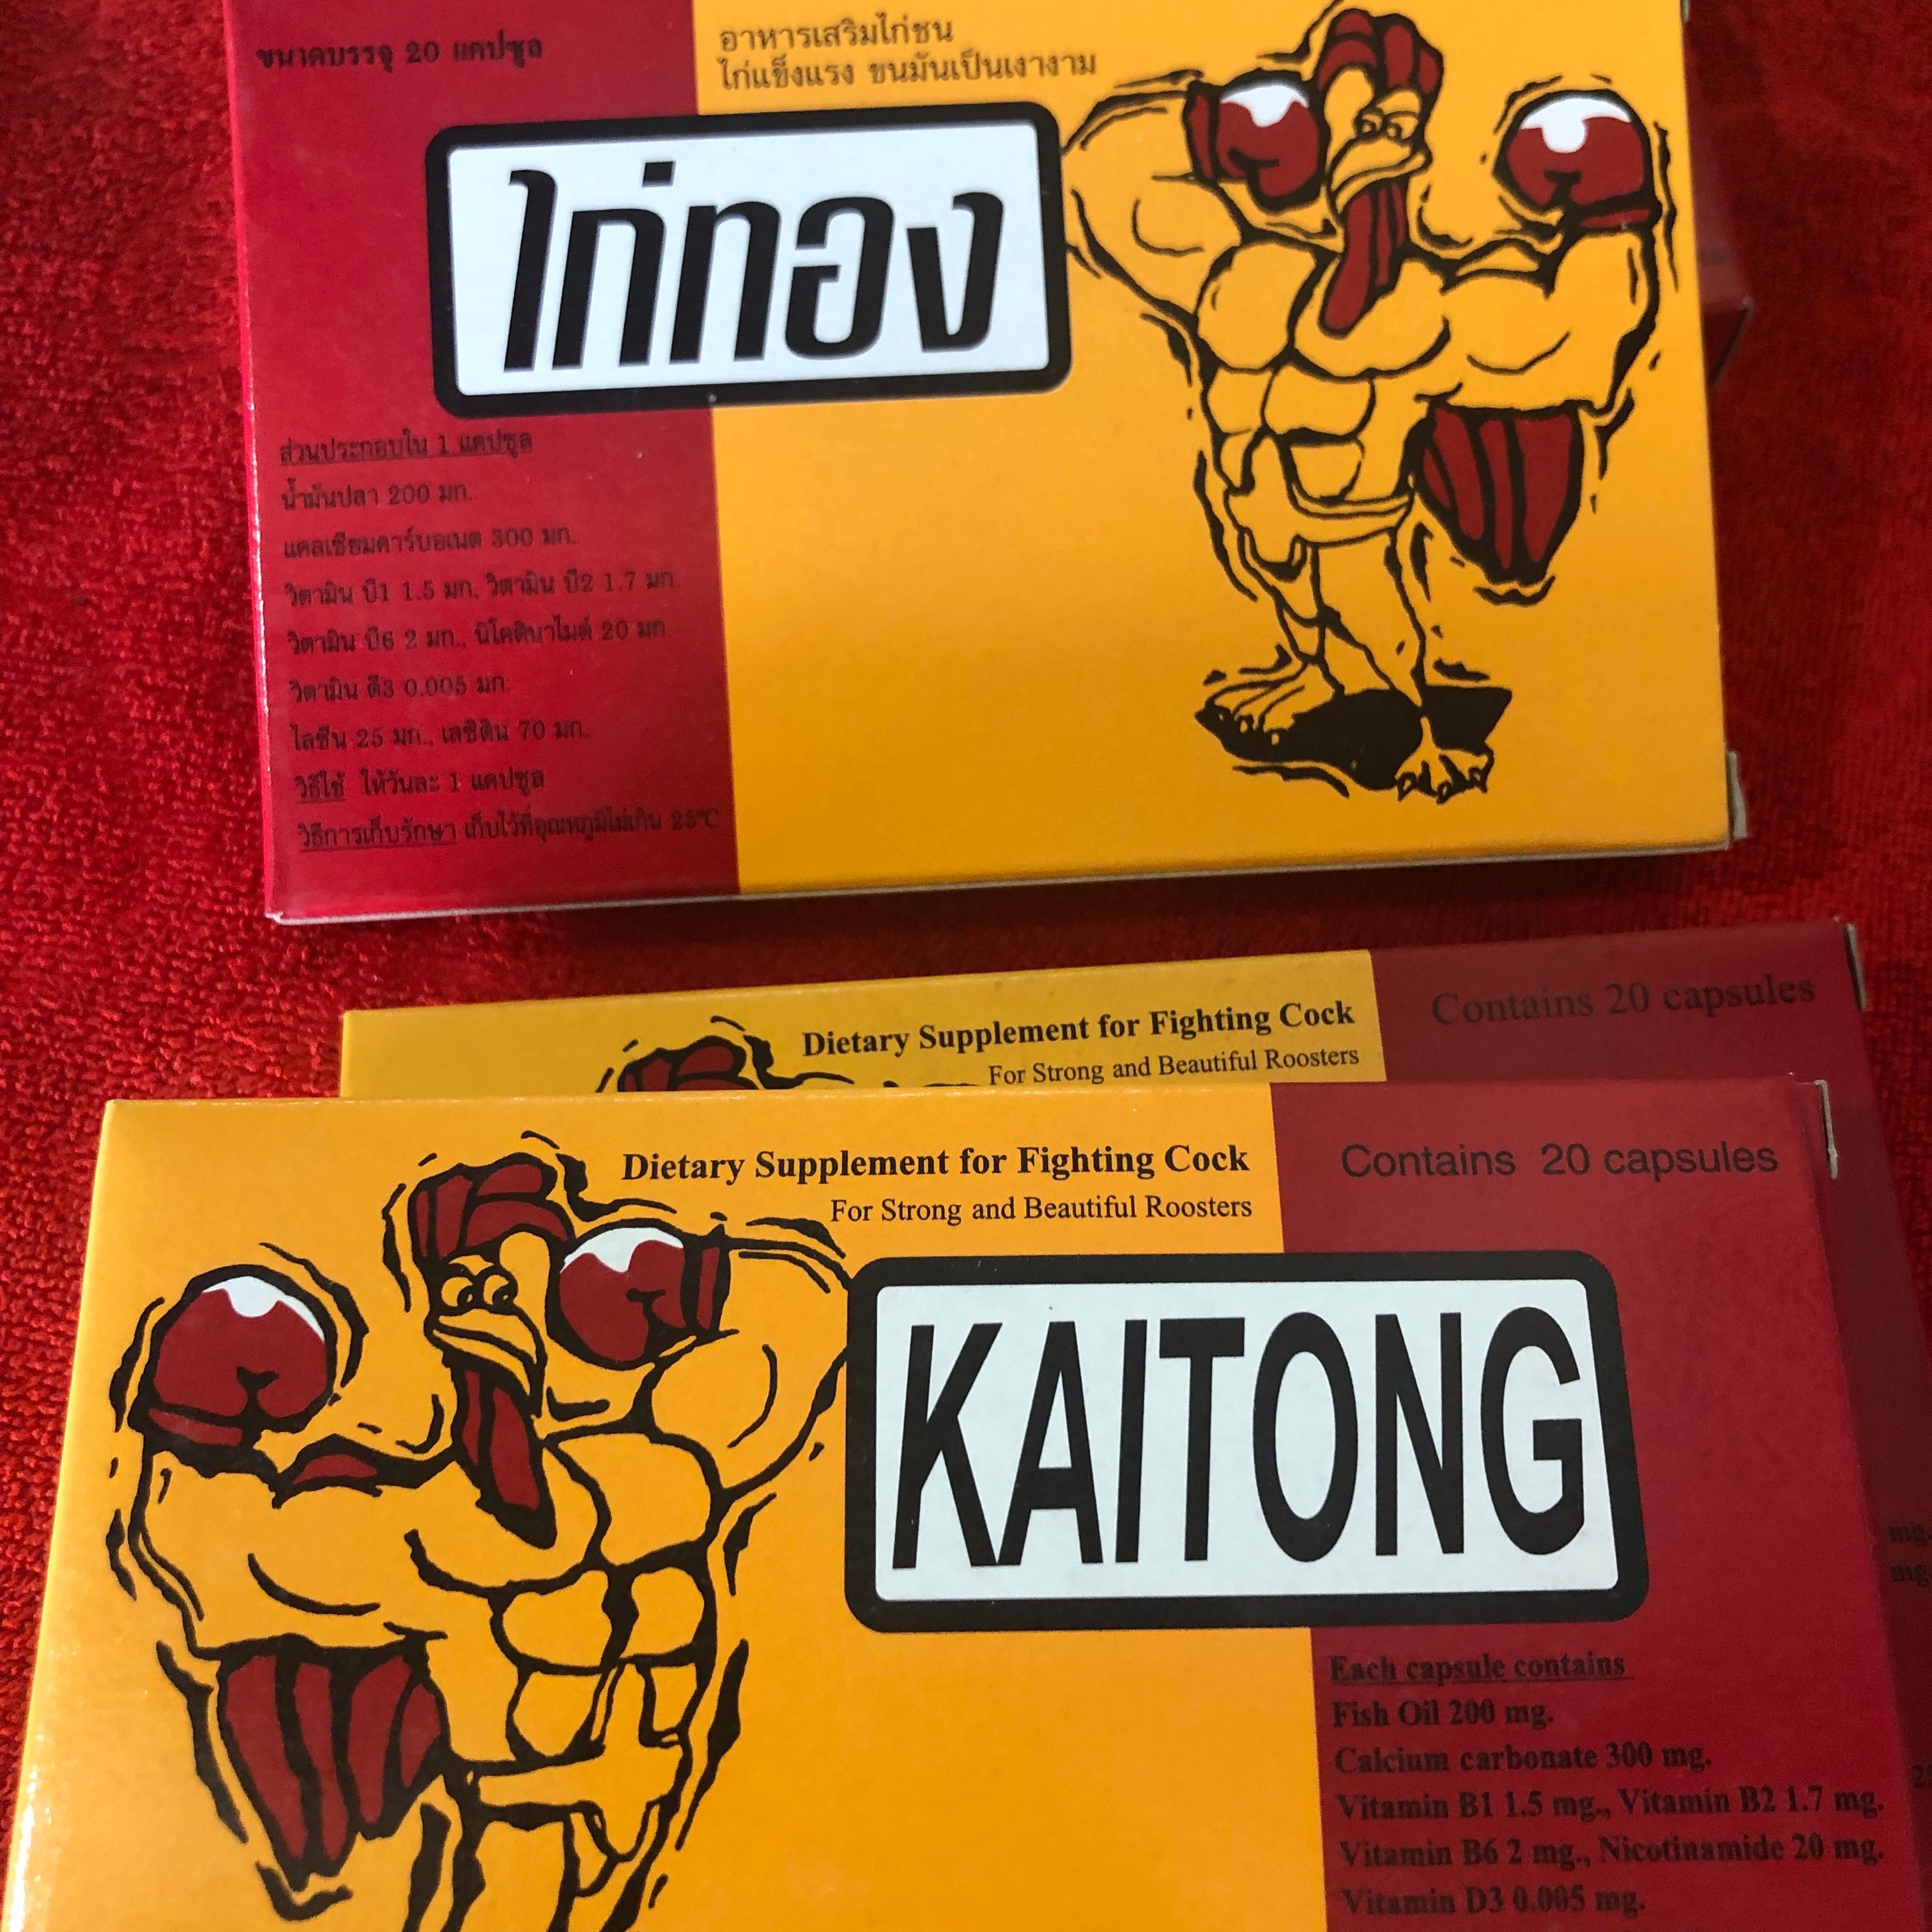 ขนาดบรรจุ 20 แคปซูล
อาหารเสริมไก่ชน
ไก่แข็งแรง ขนมันเป็นเงางาม
ไก่ทอง
ส่วนประกอบใน 1 แคปซูล
น้ำมันปลา 200 มก.
แคลเซียมคาร์บอเนต 300 มก.
วิตามิน บี1 1.5 มก, วิตามิน บี2 1.7 มก.
วิตามิน บี6 2 มก., นิโคตินาไมด์ 20 มก.
วิตามิน ดี3 0.005 มก.
ไลซีน 25 มก., เลซิติน 70 มก.
วิธีใช้ ให้วันละ 1 แคปซูล
วิธีการเก็บรักษา เก็บไว้ที่อุณหภูมิไม่เกิน 25°C
Dietary Supplement for Fighting Cock
For Strong and Beautiful Roosters
Contains 20 capsules
Dietary Supplement for Fighting Cock
For Strong and Beautiful Roosters
Contains 20 capsules
KAITONG
Each capsule contains
Fish Oil 200 mg.
Calcium carbonate 300 mg.
Vitamin B1 1.5 mg., Vitamin B2 1.7 mg.
Vitamin B6 2 mg., Nicotinamide 20 mg.
Vitamin D3 0.005 mg.
mg.
mg.